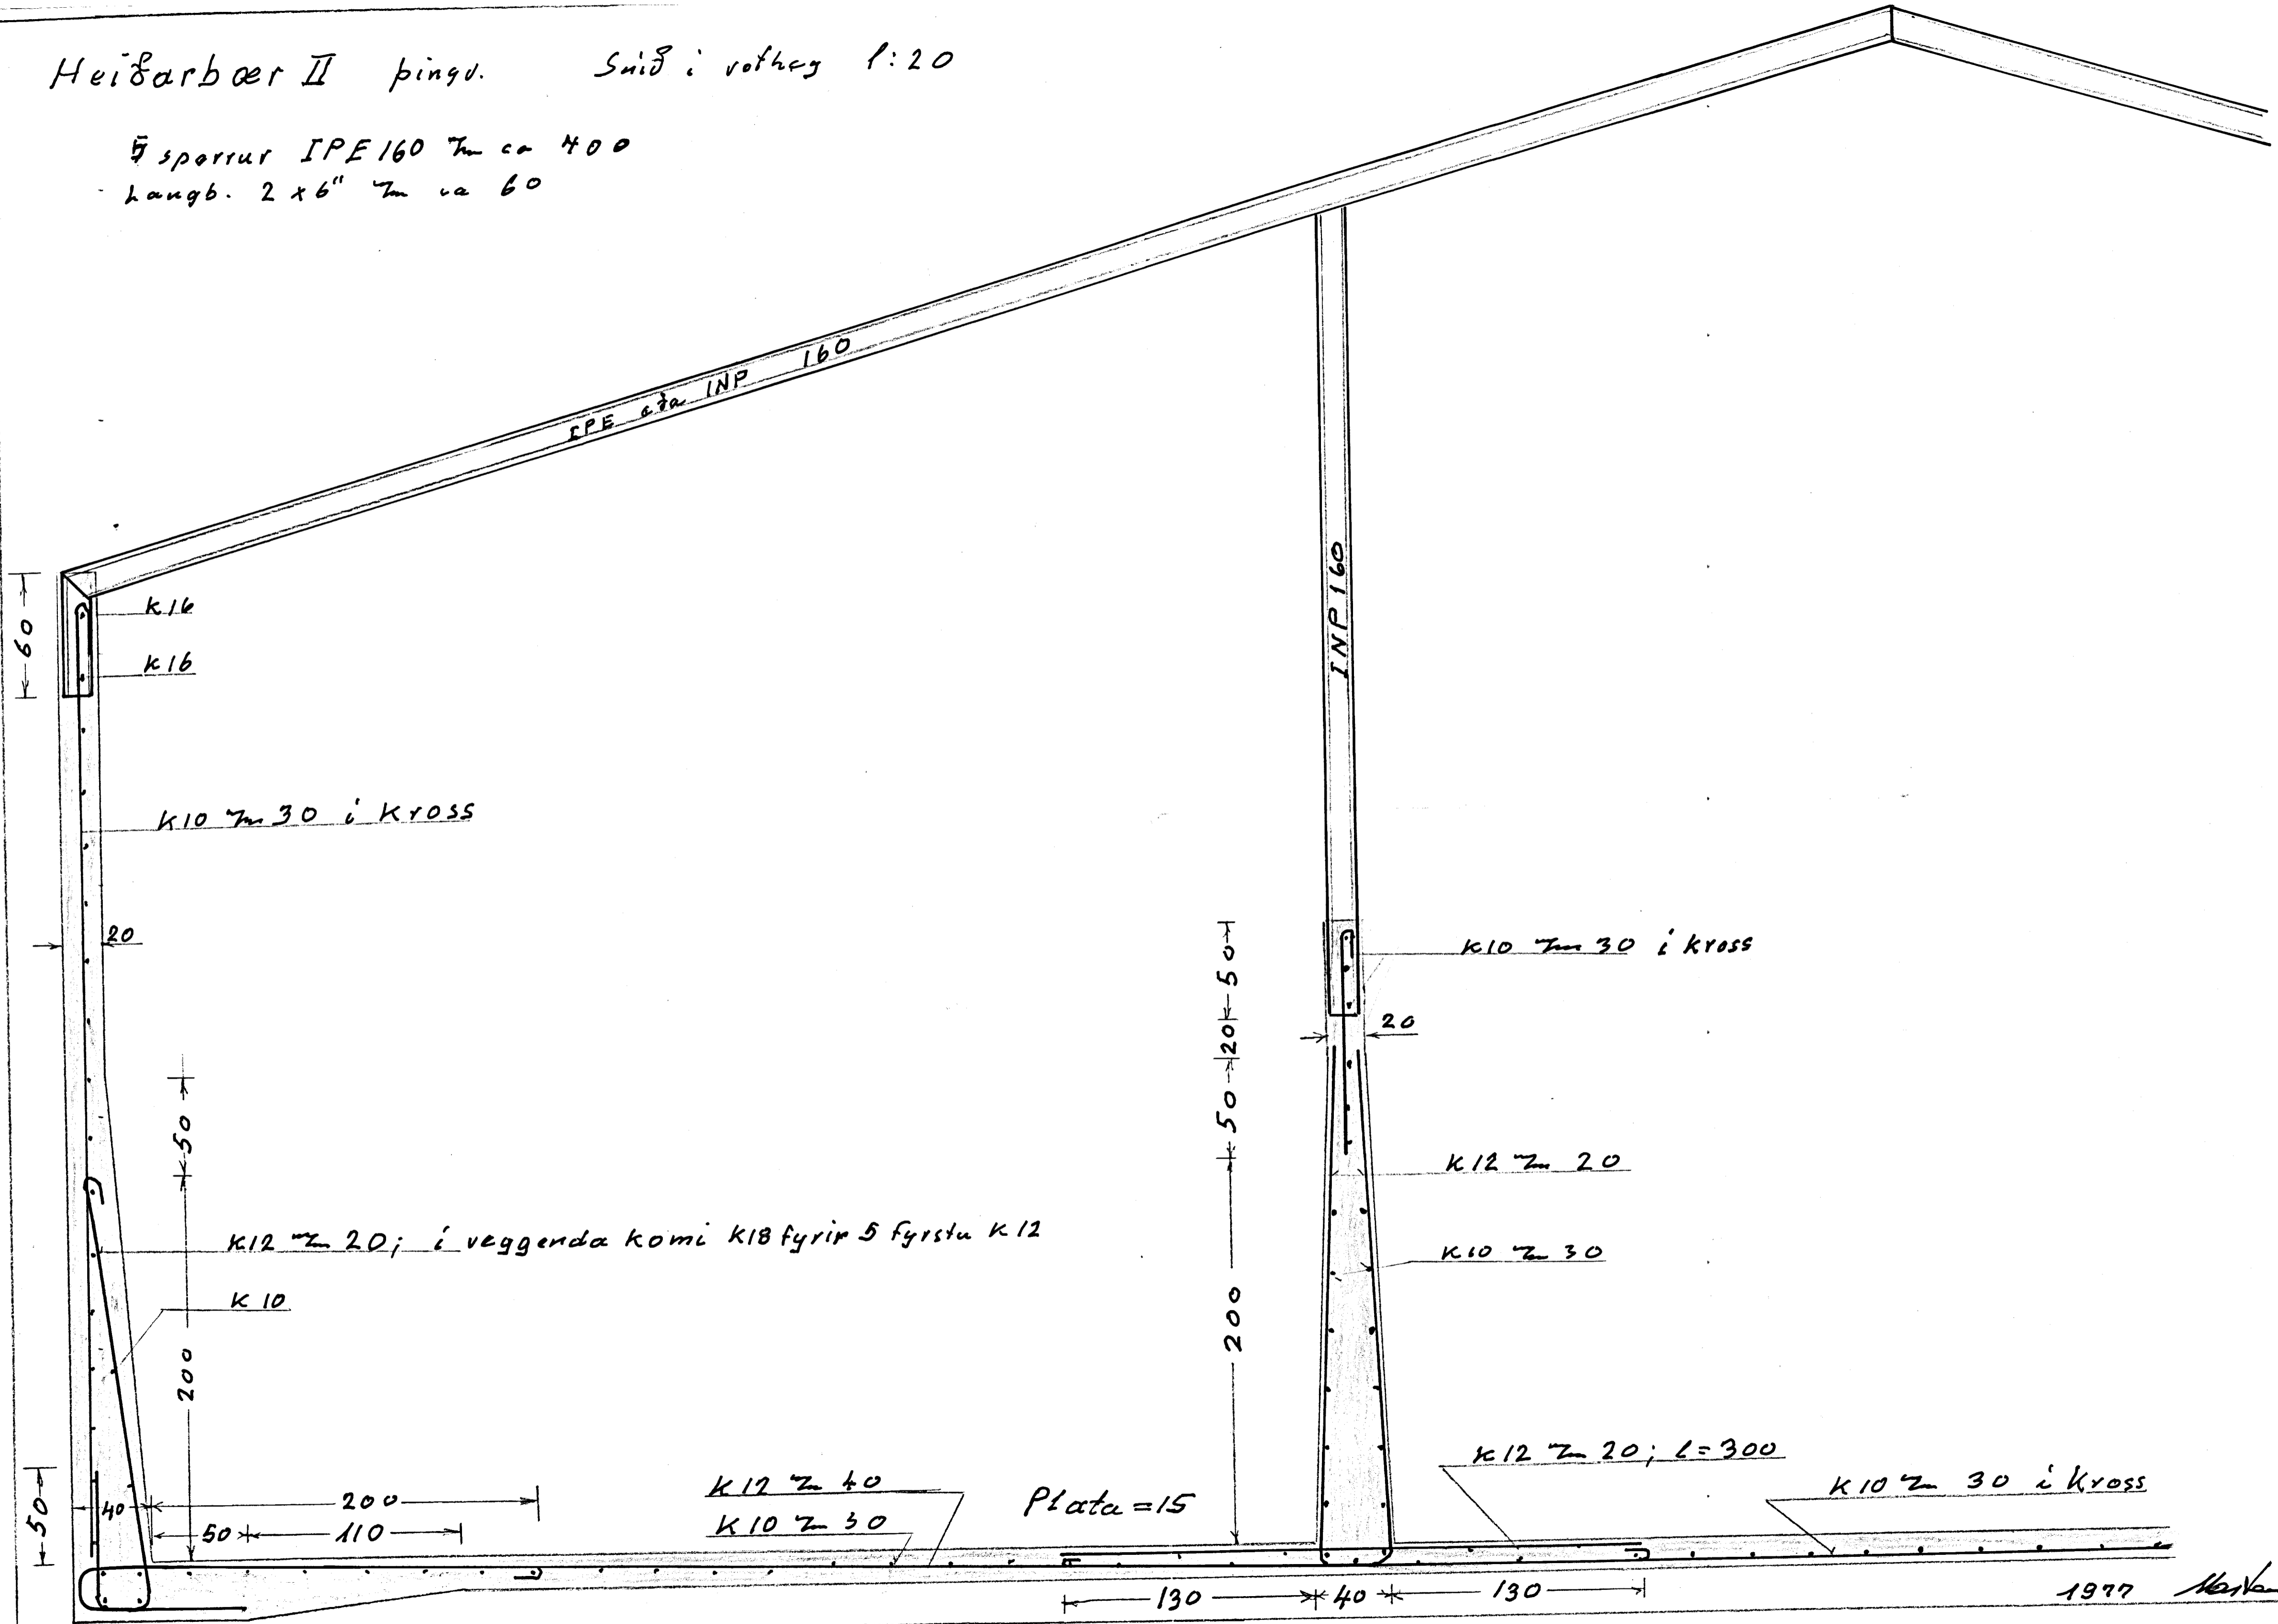 Heiðarbær II þingv. Snið i vothey 1:20
5 sperrur IPE 160 ca 400
Langb. 2x6" ca 60
IPE eða INP 160
K16
60
K16
INP 160
K10 30 i kross
20
K10 30 i kross
50
20
20
50
50
K12 20
K12 20; i veggenda komi K18 fyrir 5 fyrstu K12
K10 30
K10
200
200
K12 20; l=300
50
40
200
K12 40
Plata=15
K10 30 i kross
50
110
K10 30
130
40
130
1977